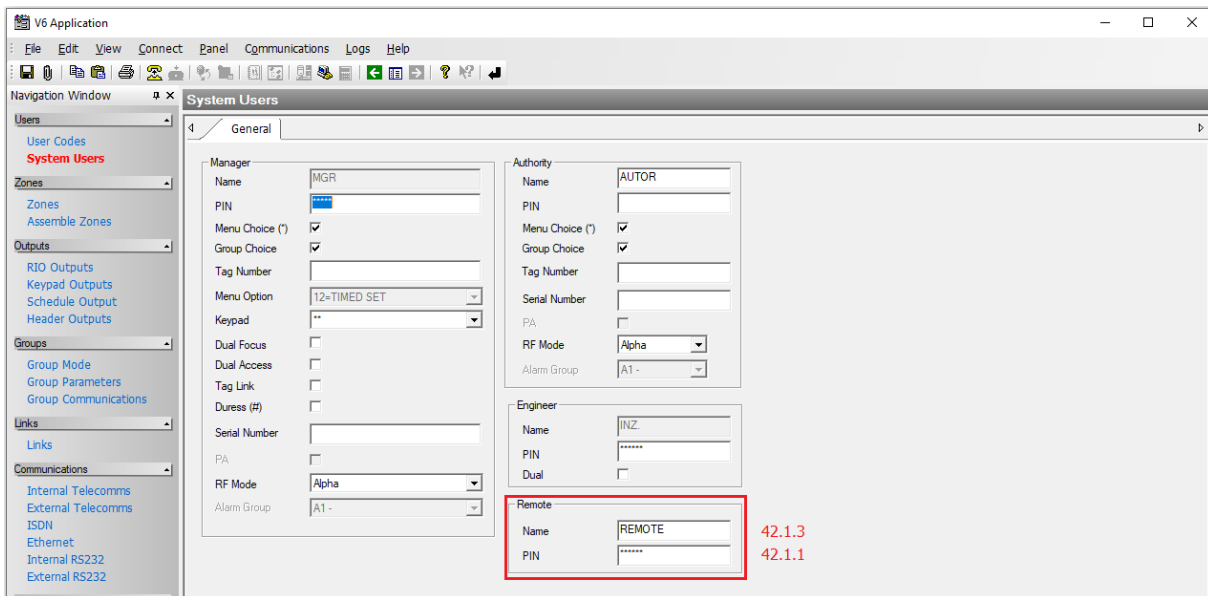 V6 Application
File Edit View Connect Panel Communications Logs Help
Navigation Window
System Users
Users
User Codes
System Users
Zones
Zones
Assemble Zones
Outputs
RIO Outputs
Keypad Outputs
Schedule Output
Header Outputs
Groups
Group Mode
Group Parameters
Group Communications
Links
Links
Communications
Internal Telecomms
External Telecomms
ISDN
Ethernet
Internal RS232
External RS232
General
Manager
Name MGR
PIN *****
Menu Choice (*)
Group Choice
Tag Number
Menu Option 12=TIMED SET
Keypad **
Dual Focus
Dual Access
Tag Link
Duress (#)
Serial Number
PA
RF Mode Alpha
Alarm Group A1 -
Authority
Name AUTOR
PIN
Menu Choice (*)
Group Choice
Tag Number
Serial Number
PA
RF Mode Alpha
Alarm Group A1 -
Engineer
Name INZ.
PIN ******
Dual
Remote
Name REMOTE 42.1.3
PIN ****** 42.1.1